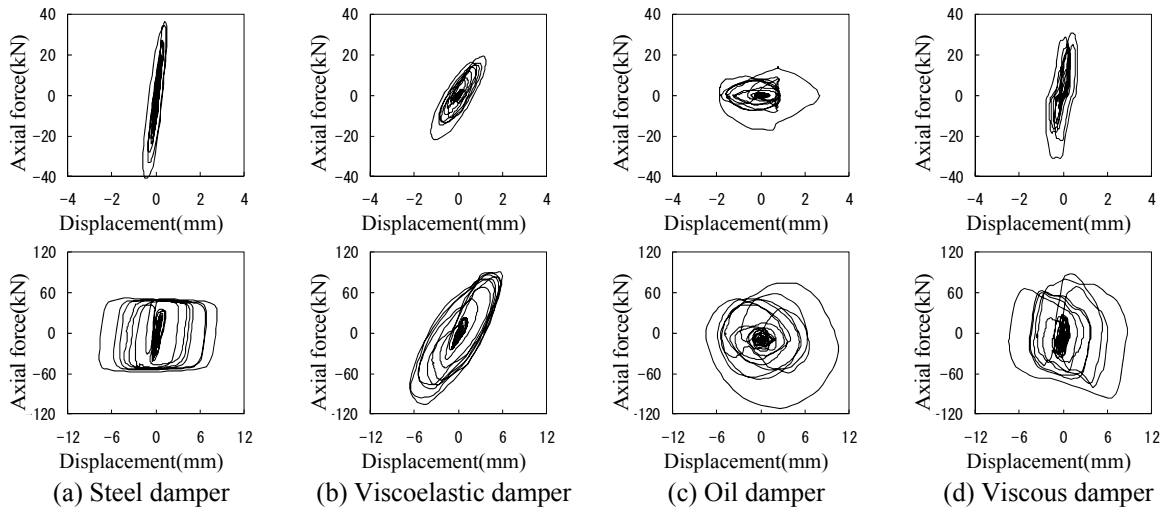 Axial force(kN)
40
20
0
-20
-40
-4 -2 0 2 4
Displacement(mm)
Axial force(kN)
40
20
0
-20
-40
-4 -2 0 2 4
Displacement(mm)
Axial force(kN)
40
20
0
-20
-40
-4 -2 0 2 4
Displacement(mm)
Axial force(kN)
40
20
0
-20
-40
-4 -2 0 2 4
Displacement(mm)
Axial force(kN)
120
60
0
-60
-120
-12 -6 0 6 12
Displacement(mm)
Axial force(kN)
120
60
0
-60
-120
-12 -6 0 6 12
Displacement(mm)
Axial force(kN)
120
60
0
-60
-120
-12 -6 0 6 12
Displacement(mm)
Axial force(kN)
120
60
0
-60
-120
-12 -6 0 6 12
Displacement(mm)
(a) Steel damper
(b) Viscoelastic damper
(c) Oil damper
(d) Viscous damper